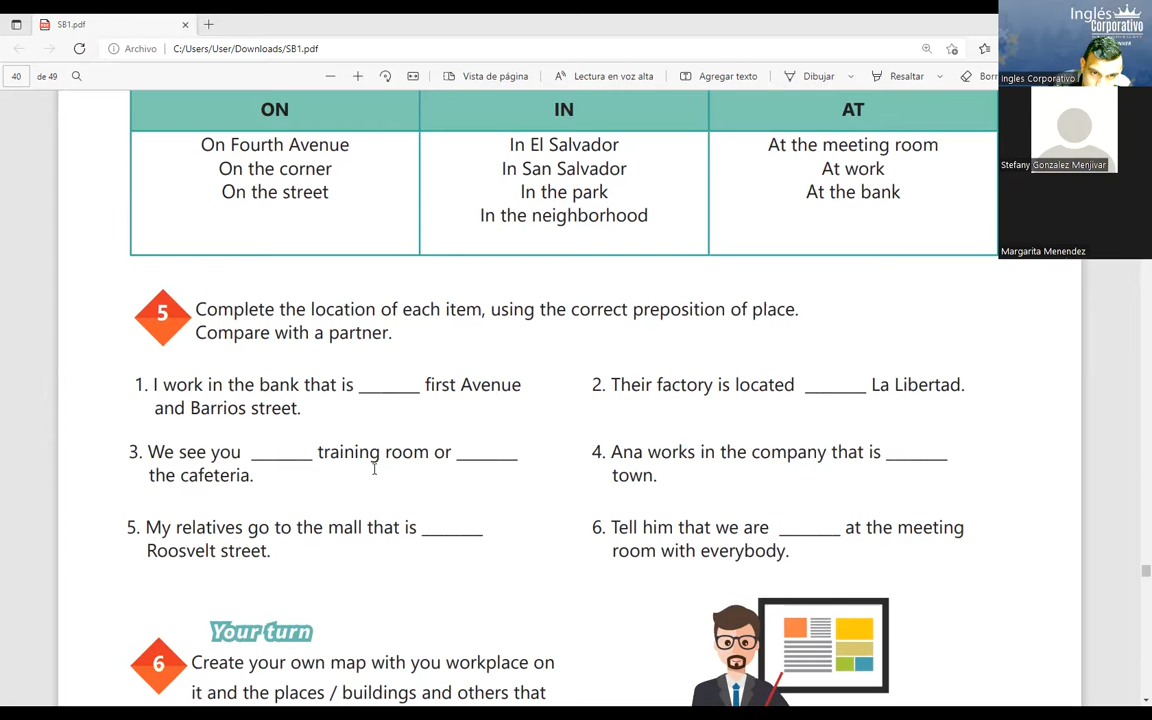 SB1.pdf
Archivo
C:/Users/User/Downloads/SB1.pdf
40
de 49
Vista de página
Lectura en voz alta
Agregar texto
Dibujar
Resaltar
Borr
ON
IN
AT
On Fourth Avenue
On the corner
On the street
In El Salvador
In San Salvador
In the park
In the neighborhood
At the meeting room
At work
At the bank
5
Complete the location of each item, using the correct preposition of place.
Compare with a partner.
1. I work in the bank that is _______ first Avenue
and Barrios street.
2. Their factory is located _______ La Libertad.
3. We see you _______ training room or _______
the cafeteria.
4. Ana works in the company that is _______
town.
5. My relatives go to the mall that is _______
Roosvelt street.
6. Tell him that we are _______ at the meeting
room with everybody.
Your turn
6
Create your own map with you workplace on
it and the places / buildings and others that
Inglés
Corporativo
Ingles Corporativo
Stefany Gonzalez Menjivar
Margarita Menendez